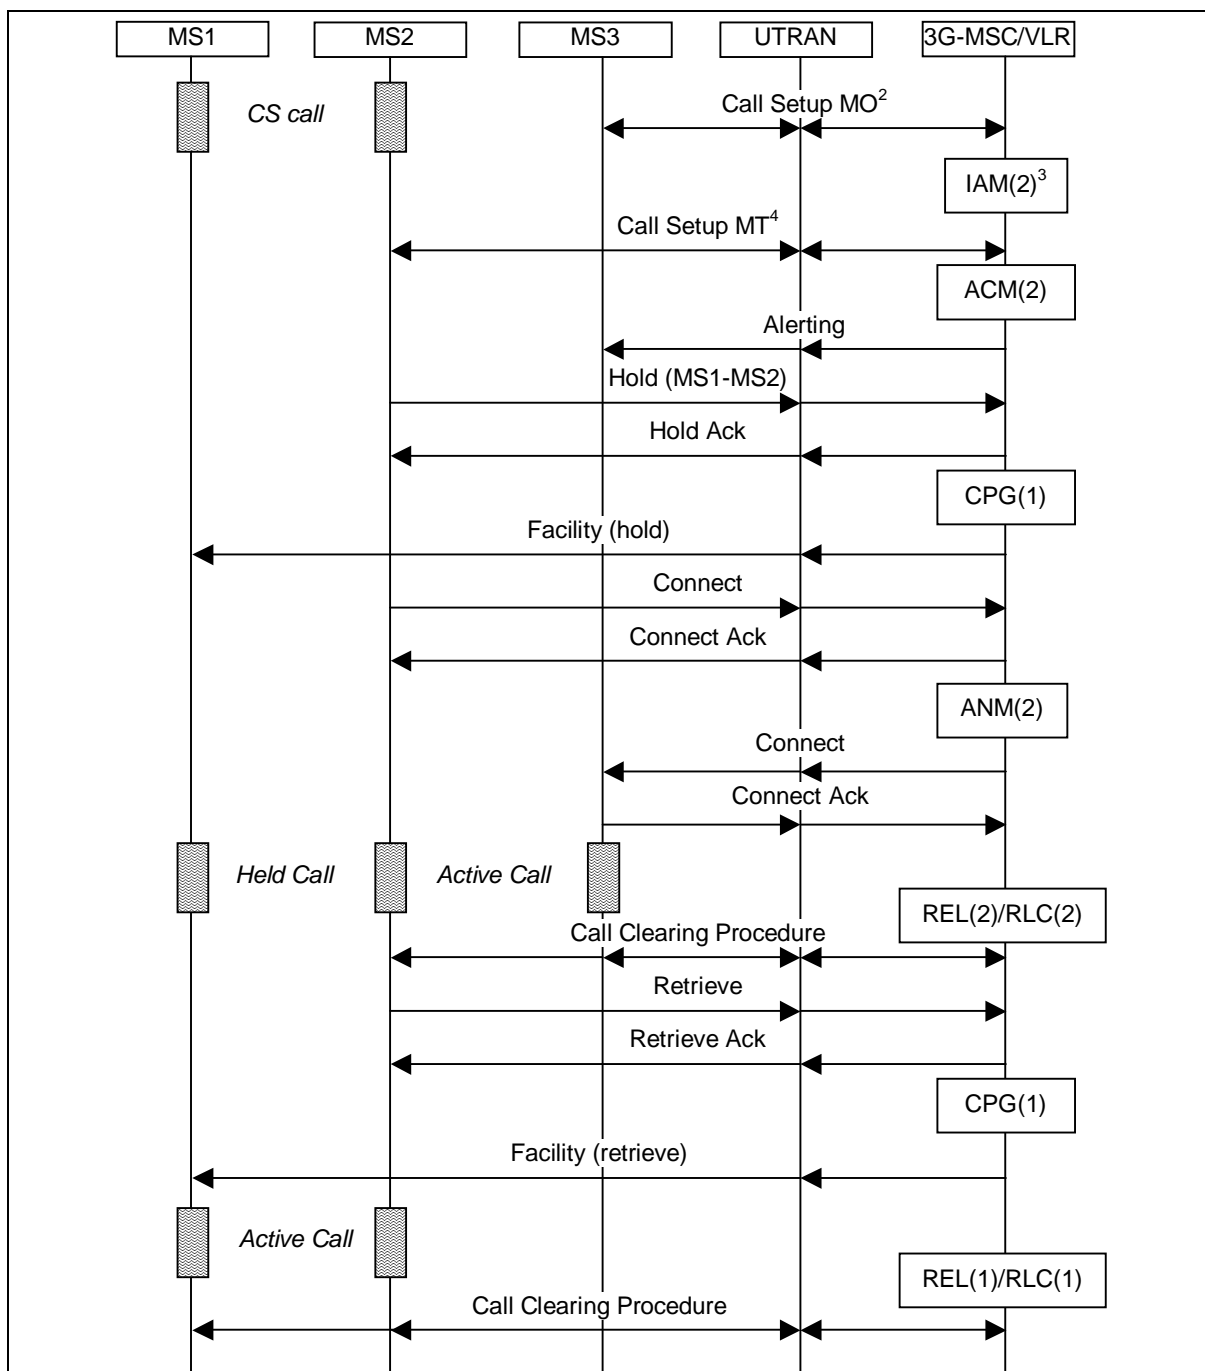 MS1 MS2 MS3 UTRAN 3G-MSC/VLR
CS call
Call Setup MO²
IAM(2)³
Call Setup MT⁴
ACM(2)
Alerting
Hold (MS1-MS2)
Hold Ack
CPG(1)
Facility (hold)
Connect
Connect Ack
ANM(2)
Connect
Connect Ack
Held Call Active Call
REL(2)/RLC(2)
Call Clearing Procedure
Retrieve
Retrieve Ack
CPG(1)
Facility (retrieve)
Active Call
REL(1)/RLC(1)
Call Clearing Procedure